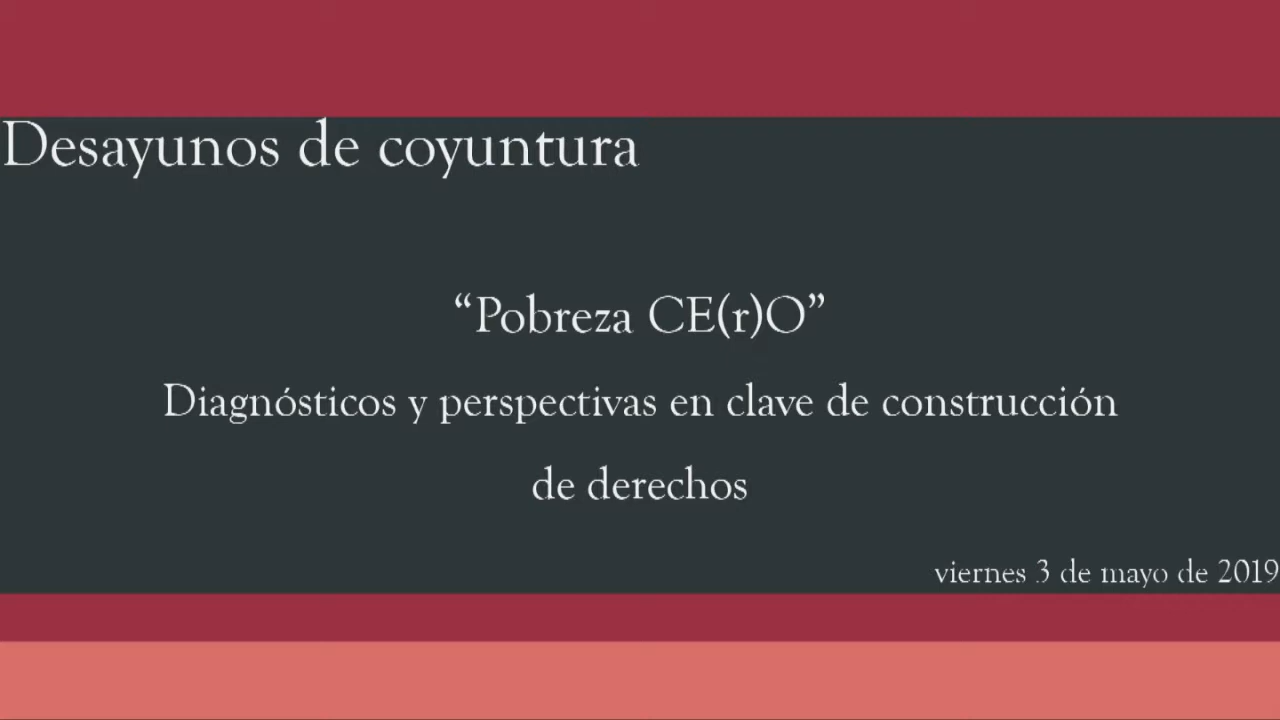 Desayunos de coyuntura
“Pobreza CE(r)O”
Diagnósticos y perspectivas en clave de construcción
de derechos
viernes 3 de mayo de 2019